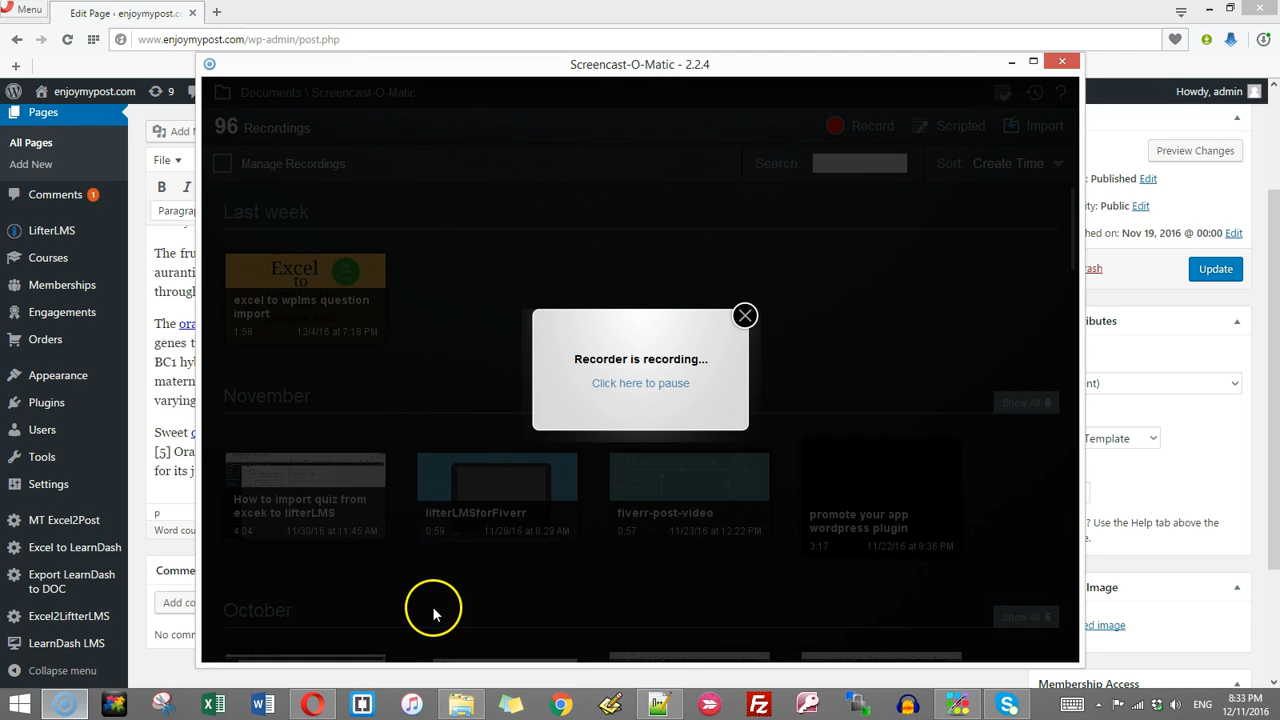 Menu
Edit Page ‹ enjoymypost.c
www.enjoymypost.com/wp-admin/post.php
Screencast-O-Matic - 2.2.4
enjoymypost.com
9
Howdy, admin
Documents \ Screencast-O-Matic
96 Recordings
Record
Scripted
Import
Manage Recordings
Search:
Sort: Create Time
Last week
Excel
to
excel to wplms question
import
1:58
12/4/16 at 7:18 PM
Recorder is recording...
Click here to pause
November
Show All 8
How to import quiz from
excek to lifterLMS
4:04
11/30/16 at 11:45 AM
lifterLMSforFiverr
0:59
11/29/16 at 8:29 AM
fiverr-post-video
0:57
11/23/16 at 12:22 PM
promote your app
wordpress plugin
3:17
11/22/16 at 8:36 PM
October
Show All 6
Pages
All Pages
Add New
Comments 1
LifterLMS
Courses
Memberships
Engagements
Orders
Appearance
Plugins
Users
Tools
Settings
MT Excel2Post
Excel to LearnDash
Export LearnDash
to DOC
Excel2LiftterLMS
LearnDash LMS
Collapse menu
Add M
File
B I
Paragra
The fru
auranti
through
The ora
genes t
BC1 hyb
matern
varying
Sweet o
[5] Ora
for its j
p
Word cou
Comme
Add co
No comm
Preview Changes
: Published Edit
ity: Public Edit
hed on: Nov 19, 2016 @ 00:00 Edit
ash
Update
ributes
nt)
Template
? Use the Help tab above the
e.
Image
ed image
Membership Access
8:33 PM
12/11/2016